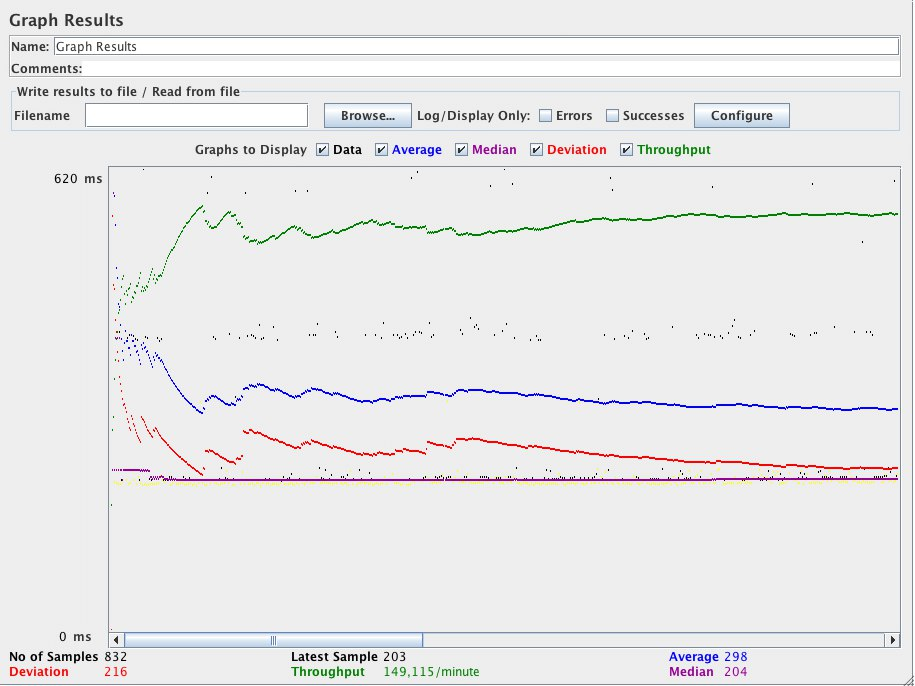 Graph Results
Name: Graph Results
Comments:
Write results to file / Read from file
Filename Browse... Log/Display Only: Errors Successes Configure
Graphs to Display Data Average Median Deviation Throughput
620 ms
0 ms
No of Samples 832 Latest Sample 203 Average 298
Deviation 216 Throughput 149,115/minute Median 204